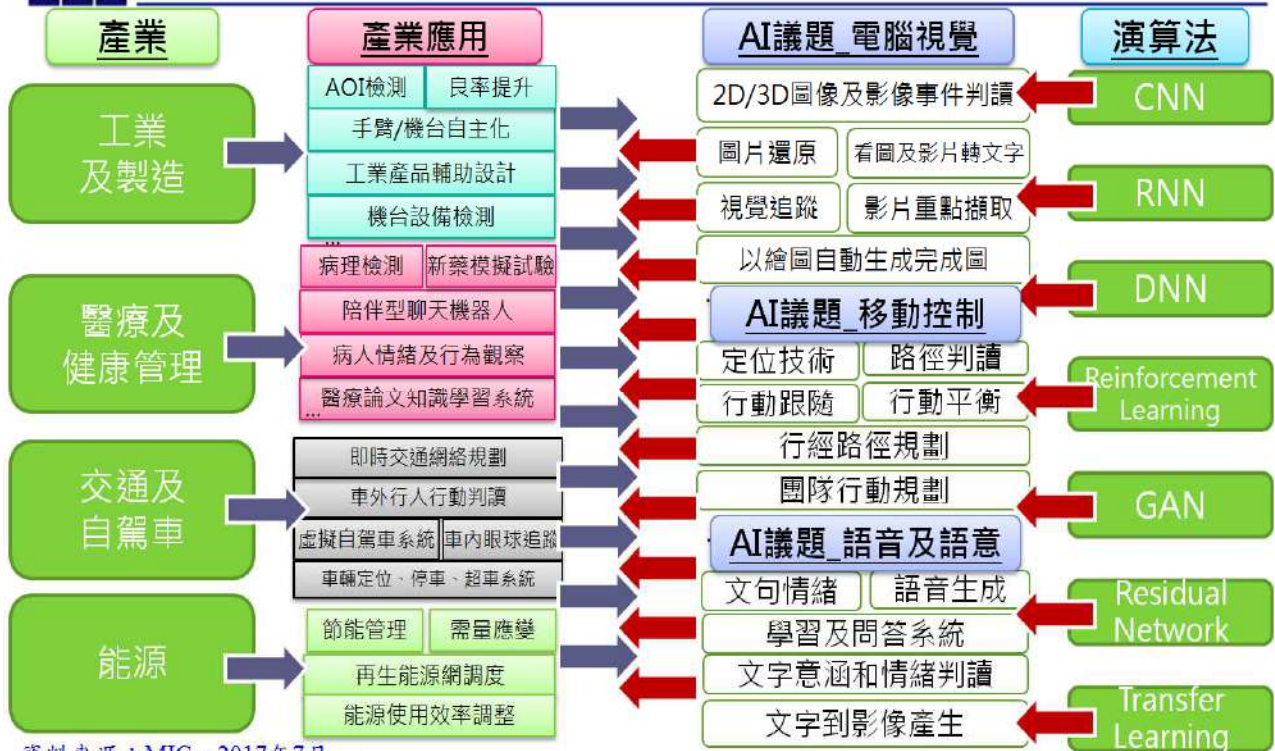 產業
產業應用
AI議題_電腦視覺
演算法
工業
及製造
AOI檢測
良率提升
手臂/機台自主化
工業產品輔助設計
機台設備檢測
...
2D/3D圖像及影像事件判讀
圖片還原
看圖及影片轉文字
視覺追蹤
影片重點擷取
以繪圖自動生成完成圖
CNN
RNN
DNN
醫療及
健康管理
病理檢測
新藥模擬試驗
陪伴型聊天機器人
病人情緒及行為觀察
醫療論文知識學習系統
...
AI議題_移動控制
定位技術
路徑判讀
行動跟隨
行動平衡
行經路徑規劃
團隊行動規劃
Reinforcement
Learning
GAN
交通及
自駕車
即時交通網絡規劃
車外行人行動判讀
虛擬自駕車系統
車內眼球追蹤
車輛定位、停車、超車系統
AI議題_語音及語意
文句情緒
語音生成
學習及問答系統
文字意涵和情緒判讀
文字到影像產生
Residual
Network
Transfer
Learning
能源
節能管理
需量應變
再生能源網調度
能源使用效率調整
資料來源：MIC，2017年7月